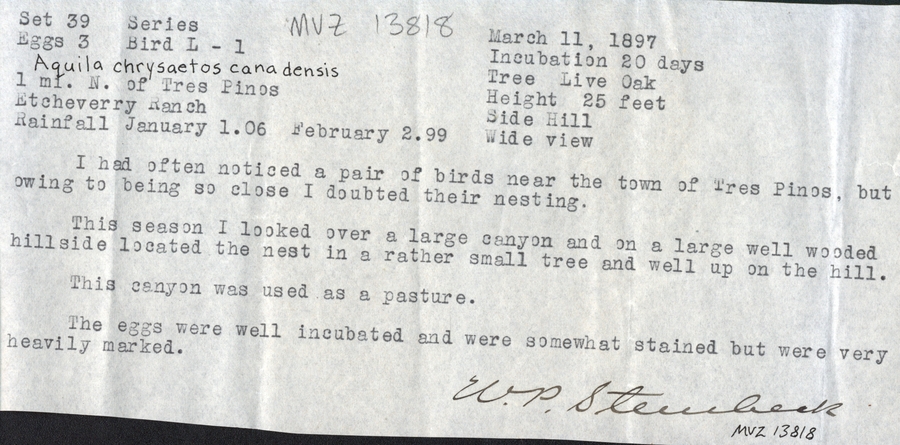 Set 39 Series MVZ 13818
Eggs 3 Bird L - 1
Aquila chrysaetos canadensis
1 mi. N. of Tres Pinos
Etcheverry Ranch
Rainfall January 1.06 February 2.99
March 11, 1897
Incubation 20 days
Tree Live Oak
Height 25 feet
Side Hill
Wide view
I had often noticed a pair of birds near the town of Tres Pinos, but
owing to being so close I doubted their nesting.
This season I looked over a large canyon and on a large well wooded
hillside located the nest in a rather small tree and well up on the hill.
This canyon was used as a pasture.
The eggs were well incubated and were somewhat stained but were very
heavily marked.
W.P. Steinbeck
MVZ 13818